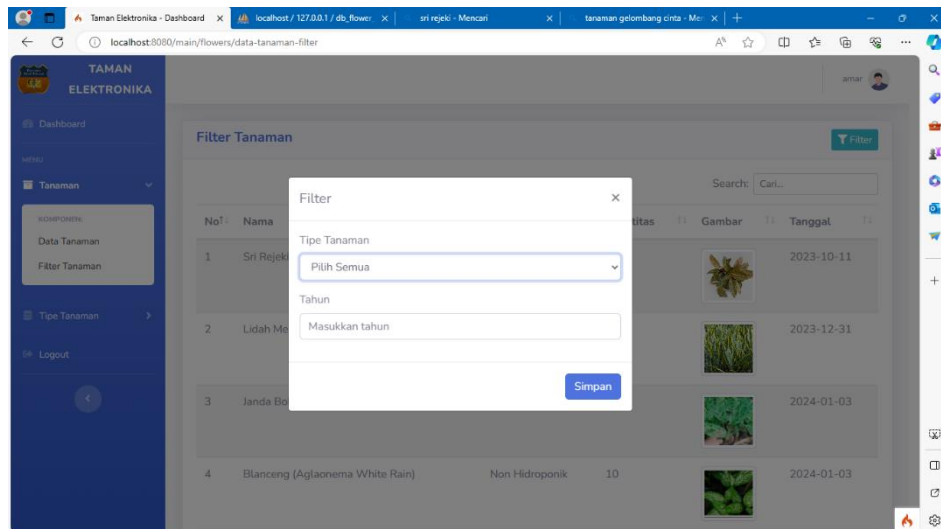 Taman Elektronika - Dashboard
localhost / 127.0.0.1 / db_flower
sri rejeki - Mencari
tanaman gelombang cinta - Men
localhost:8080/main/flowers/data-tanaman-filter
TAMAN
ELEKTRONIKA
amar
Dashboard
Filter Tanaman
Filter
MENU
Tanaman
Search:
Cari...
Filter
KOMPONEN:
No
Nama
titas
Gambar
Tanggal
Data Tanaman
Tipe Tanaman
Filter Tanaman
1
Sri Rejeki
Pilih Semua
2023-10-11
Tahun
Tipe Tanaman
2
Lidah Me
Masukkan tahun
2023-12-31
Logout
Simpan
3
Janda Bo
2024-01-03
4
Blanceng (Aglaonema White Rain)
Non Hidroponik
10
2024-01-03